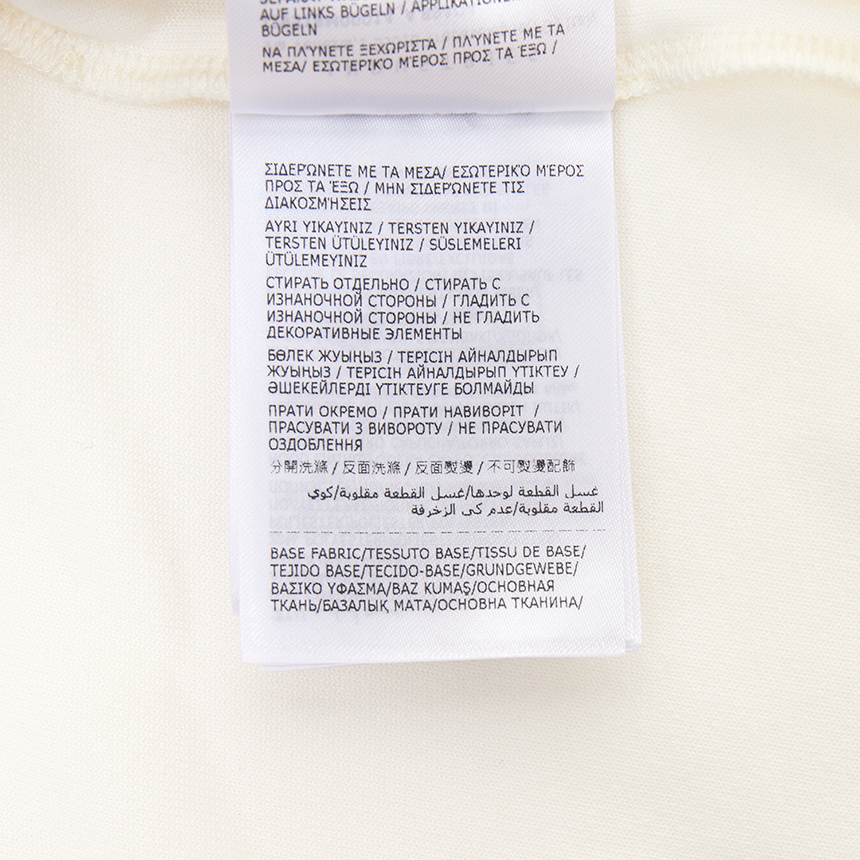 AUF LINKS BÜGELN / APPLIKATIONEN
BÜGELN
ΝΑ ΠΛΎΝΕΤΕ ΞΕΧΩΡΙΣΤΆ / ΠΛΎΝΕΤΕ ΜΕ ΤΑ
ΜΕΣΑ/ ΕΣΩΤΕΡΙΚΌ ΜΈΡΟΣ ΠΡΟΣ ΤΑ ΈΞΩ /
ΣΙΔΕΡΏΝΕΤΕ ΜΕ ΤΑ ΜΕΣΑ/ ΕΣΩΤΕΡΙΚΌ ΜΈΡΟΣ
ΠΡΟΣ ΤΑ ΈΞΩ / ΜΗΝ ΣΙΔΕΡΏΝΕΤΕ ΤΙΣ
ΔΙΑΚΟΣΜΉΣΕΙΣ
AYRI YIKAYINIZ / TERSTEN YIKAYINIZ /
TERSTEN ÜTÜLEYINIZ / SÜSLEMELERI
ÜTÜLEMEYINIZ
СТИРАТЬ ОТДЕЛЬНО / СТИРАТЬ С
ИЗНАНОЧНОЙ СТОРОНЫ / ГЛАДИТЬ С
ИЗНАНОЧНОЙ СТОРОНЫ / НЕ ГЛАДИТЬ
ДЕКОРАТИВНЫЕ ЭЛЕМЕНТЫ
БӨЛЕК ЖУЫҢЫЗ / ТЕРІСІН АЙНАЛДЫРЫП
ЖУЫҢЫЗ / ТЕРІСІН АЙНАЛДЫРЫП ҮТІКТЕУ /
ӘШЕКЕЙЛЕРДІ ҮТІКТЕУГЕ БОЛМАЙДЫ
ПРАТИ ОКРЕМО / ПРАТИ НАВИВОРІТ /
ПРАСУВАТИ З ВИВОРОТУ / НЕ ПРАСУВАТИ
ОЗДОБЛЕННЯ
分開洗滌 / 反面洗滌 / 反面熨燙 / 不可熨燙配飾
غسل القطعة لوحدها/غسل القطعة مقلوبة/كوي
القطعة مقلوبة/عدم كي الزخرفة
BASE FABRIC/TESSUTO BASE/TISSU DE BASE/
TEJIDO BASE/TECIDO-BASE/GRUNDGEWEBE/
ΒΑΣΙΚΟ ΥΦΑΣΜΑ/BAZ KUMAŞ/ОСНОВНАЯ
ТКАНЬ/БАЗАЛЫҚ МАТА/ОСНОВНА ТКАНИНА/